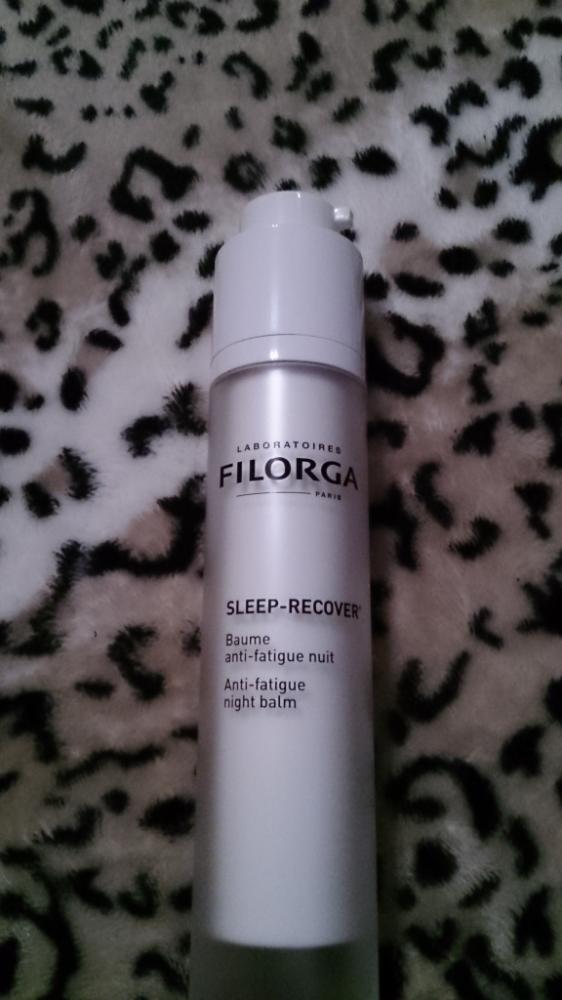 LABORATOIRES
FILORGA
PARIS
SLEEP-RECOVER®
Baume
anti-fatigue nuit
Anti-fatigue
night balm